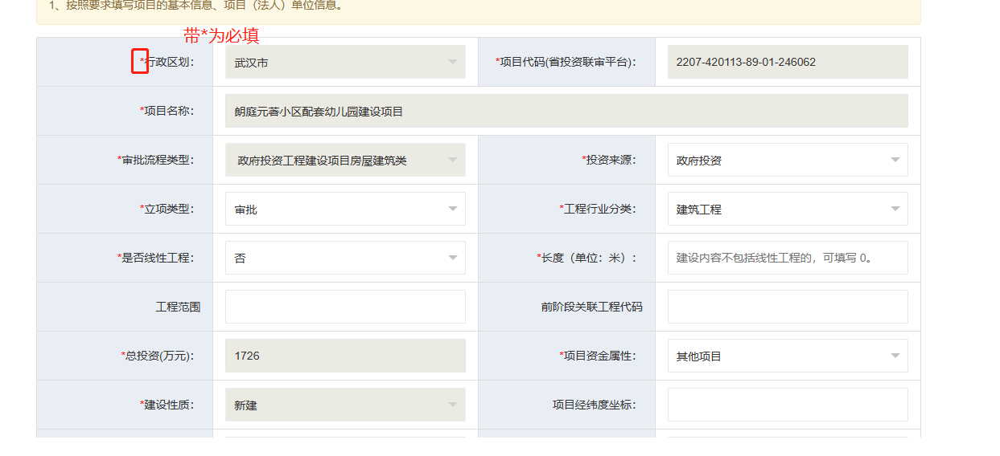 1、按照要求填写项目的基本信息、项目（法人）单位信息。
带*为必填
*行政区划： 武汉市 *项目代码(省投资联审平台)： 2207-420113-89-01-246062
*项目名称： 朗庭元著小区配套幼儿园建设项目
*审批流程类型： 政府投资工程建设项目房屋建筑类 *投资来源： 政府投资
*立项类型： 审批 *工程行业分类： 建筑工程
*是否线性工程： 否 *长度（单位：米）： 建设内容不包括线性工程的，可填写 0。
工程范围 前阶段关联工程代码
*总投资(万元)： 1726 *项目资金属性： 其他项目
*建设性质： 新建 项目经纬度坐标：